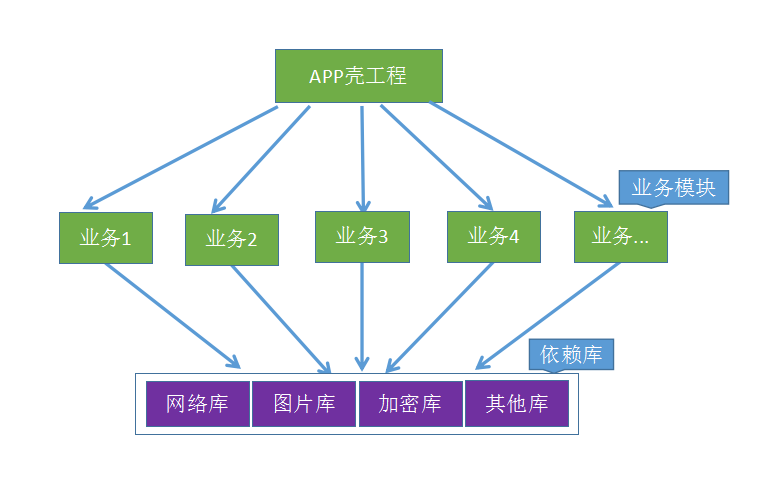 APP壳工程
业务模块
业务1
业务2
业务3
业务4
业务...
依赖库
网络库
图片库
加密库
其他库